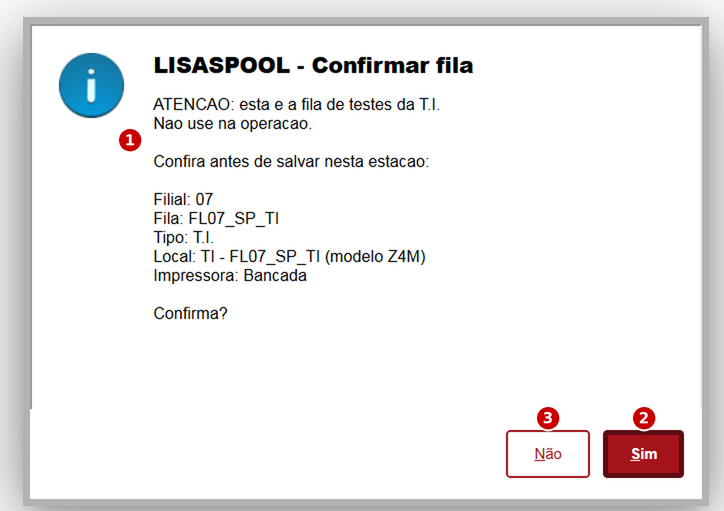 LISASPOOL - Confirmar fila
ATENCAO: esta e a fila de testes da T.I.
Nao use na operacao.
1
Confira antes de salvar nesta estacao:
Filial: 07
Fila: FL07_SP_TI
Tipo: T.I.
Local: TI - FL07_SP_TI (modelo Z4M)
Impressora: Bancada
Confirma?
3 2
Não Sim